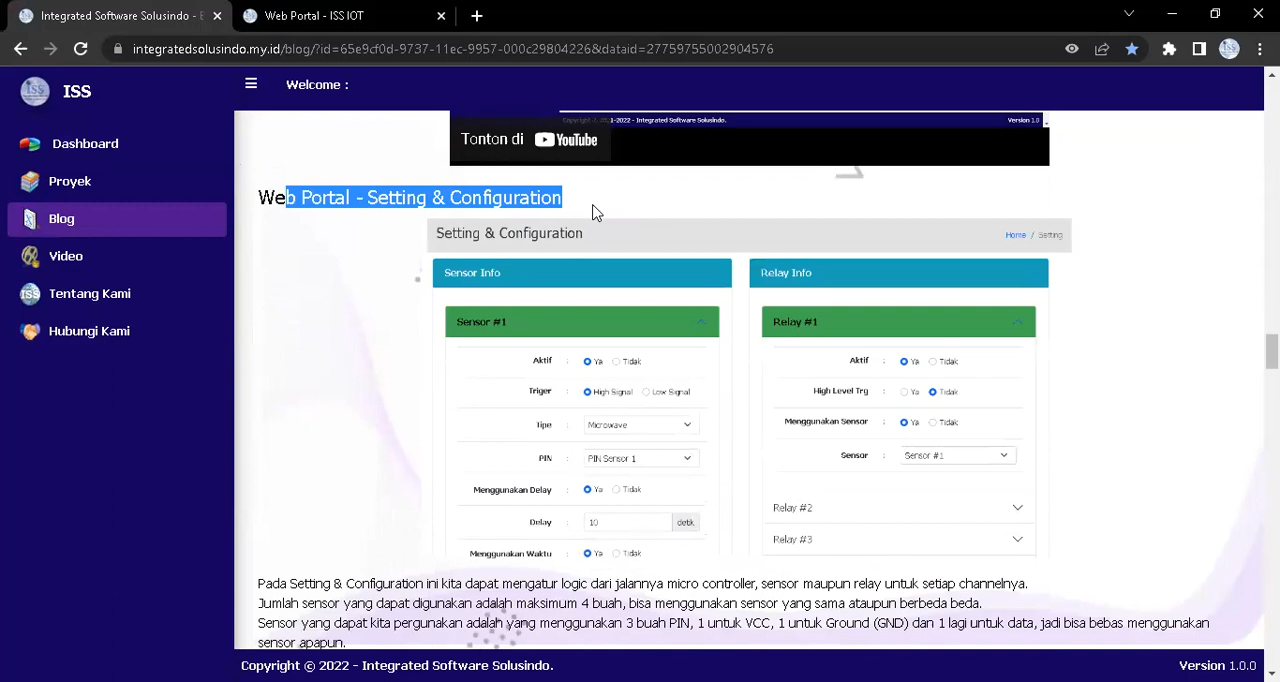 Integrated Software Solusindo - E
Web Portal - ISS IOT
integratedsolusindo.my.id/blog/?id=65e9cf0d-9737-11ec-9957-000c29804226&dataid=27759755002904576
ISS
Welcome :
Dashboard
Proyek
Blog
Video
Tentang Kami
Hubungi Kami
1-2022 - Integrated Software Solusindo.
Version 1.0
Tonton di YouTube
Web Portal - Setting & Configuration
Setting & Configuration
Home / Setting
Sensor Info
Sensor #1
Aktif : Ya Tidak
Triger : High Signal Low Signal
Tipe : Microwave
PIN : PIN Sensor 1
Menggunakan Delay : Ya Tidak
Delay : 10 detik
Menggunakan Waktu : Ya Tidak
Relay Info
Relay #1
Aktif : Ya Tidak
High Level Trg : Ya Tidak
Menggunakan Sensor : Ya Tidak
Sensor : Sensor #1
Relay #2
Relay #3
Pada Setting & Configuration ini kita dapat mengatur logic dari jalannya micro controller, sensor maupun relay untuk setiap channelnya.
Jumlah sensor yang dapat digunakan adalah maksimum 4 buah, bisa menggunakan sensor yang sama ataupun berbeda beda.
Sensor yang dapat kita pergunakan adalah yang menggunakan 3 buah PIN, 1 untuk VCC, 1 untuk Ground (GND) dan 1 lagi untuk data, jadi bisa bebas menggunakan
sensor apapun.
Copyright © 2022 - Integrated Software Solusindo.
Version 1.0.0